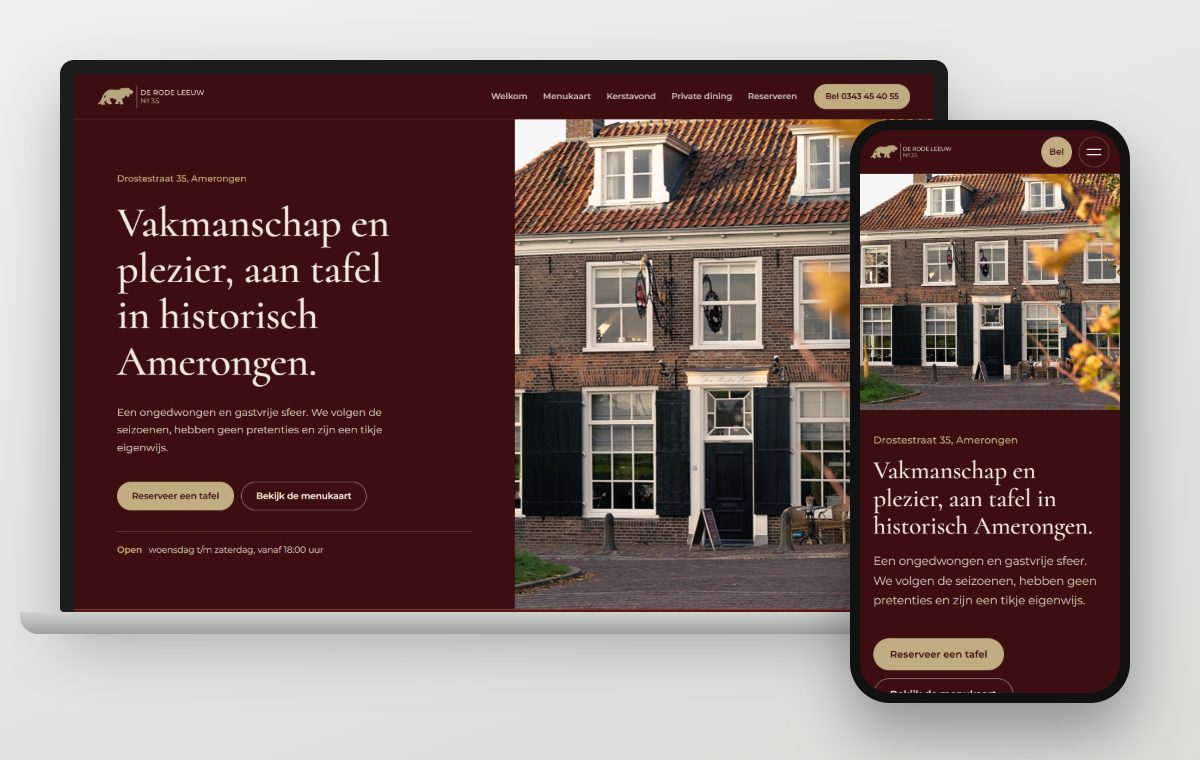 DE RODE LEEUW
Nº35
Welkom Menukaart Kerstavond Private dining Reserveren Bel 0343 45 40 55
Drostestraat 35, Amerongen
Vakmanschap en
plezier, aan tafel
in historisch
Amerongen.
Een ongedwongen en gastvrije sfeer. We volgen de
seizoenen, hebben geen pretenties en zijn een tikje
eigenwijs.
Reserveer een tafel Bekijk de menukaart
Open woensdag t/m zaterdag, vanaf 18:00 uur
DE RODE LEEUW
Nº35
Bel
Drostestraat 35, Amerongen
Vakmanschap en
plezier, aan tafel in
historisch Amerongen.
Een ongedwongen en gastvrije sfeer.
We volgen de seizoenen, hebben geen
pretenties en zijn een tikje eigenwijs.
Reserveer een tafel
Bekijk de menukaart